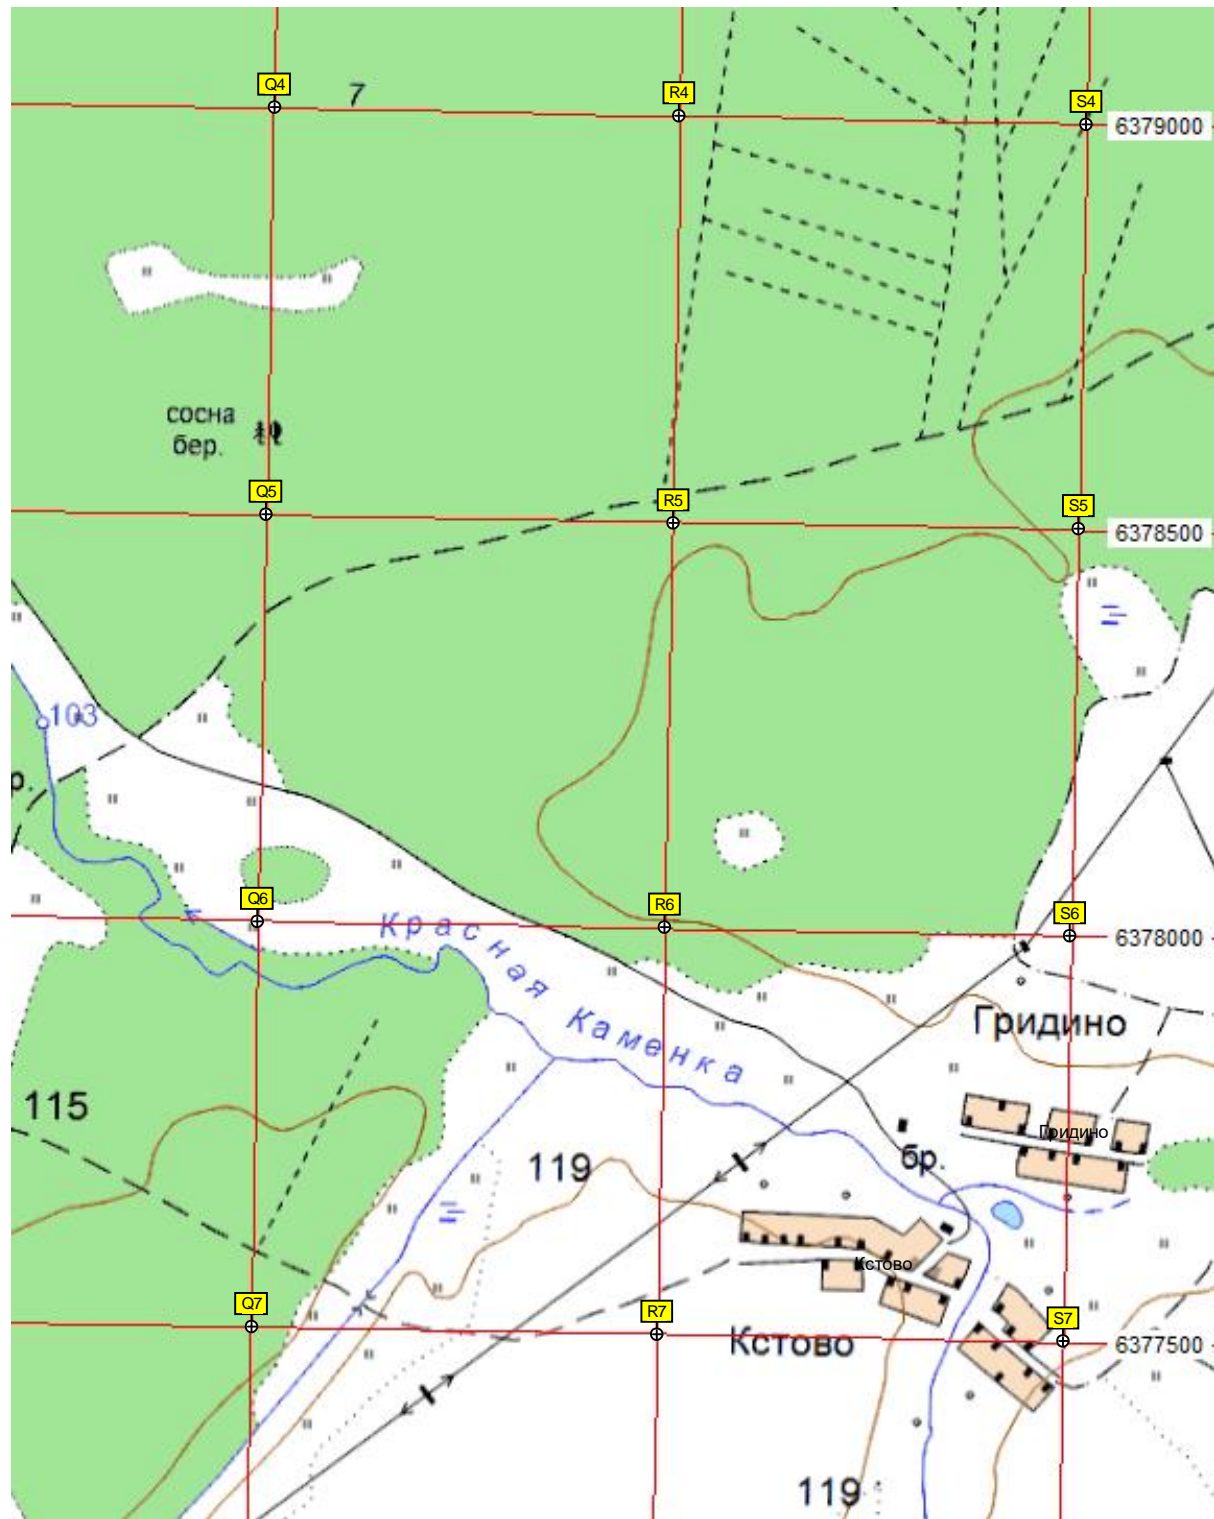 Q4
7
R4
S4
6379000
сосна
бер.
Q5
R5
S5
6378500
103
р.
Q6
R6
S6
6378000
Красная Каменка
Гридино
115
Гридино
119
бр.
Кстово
Q7
R7
S7
Кстово
6377500
119